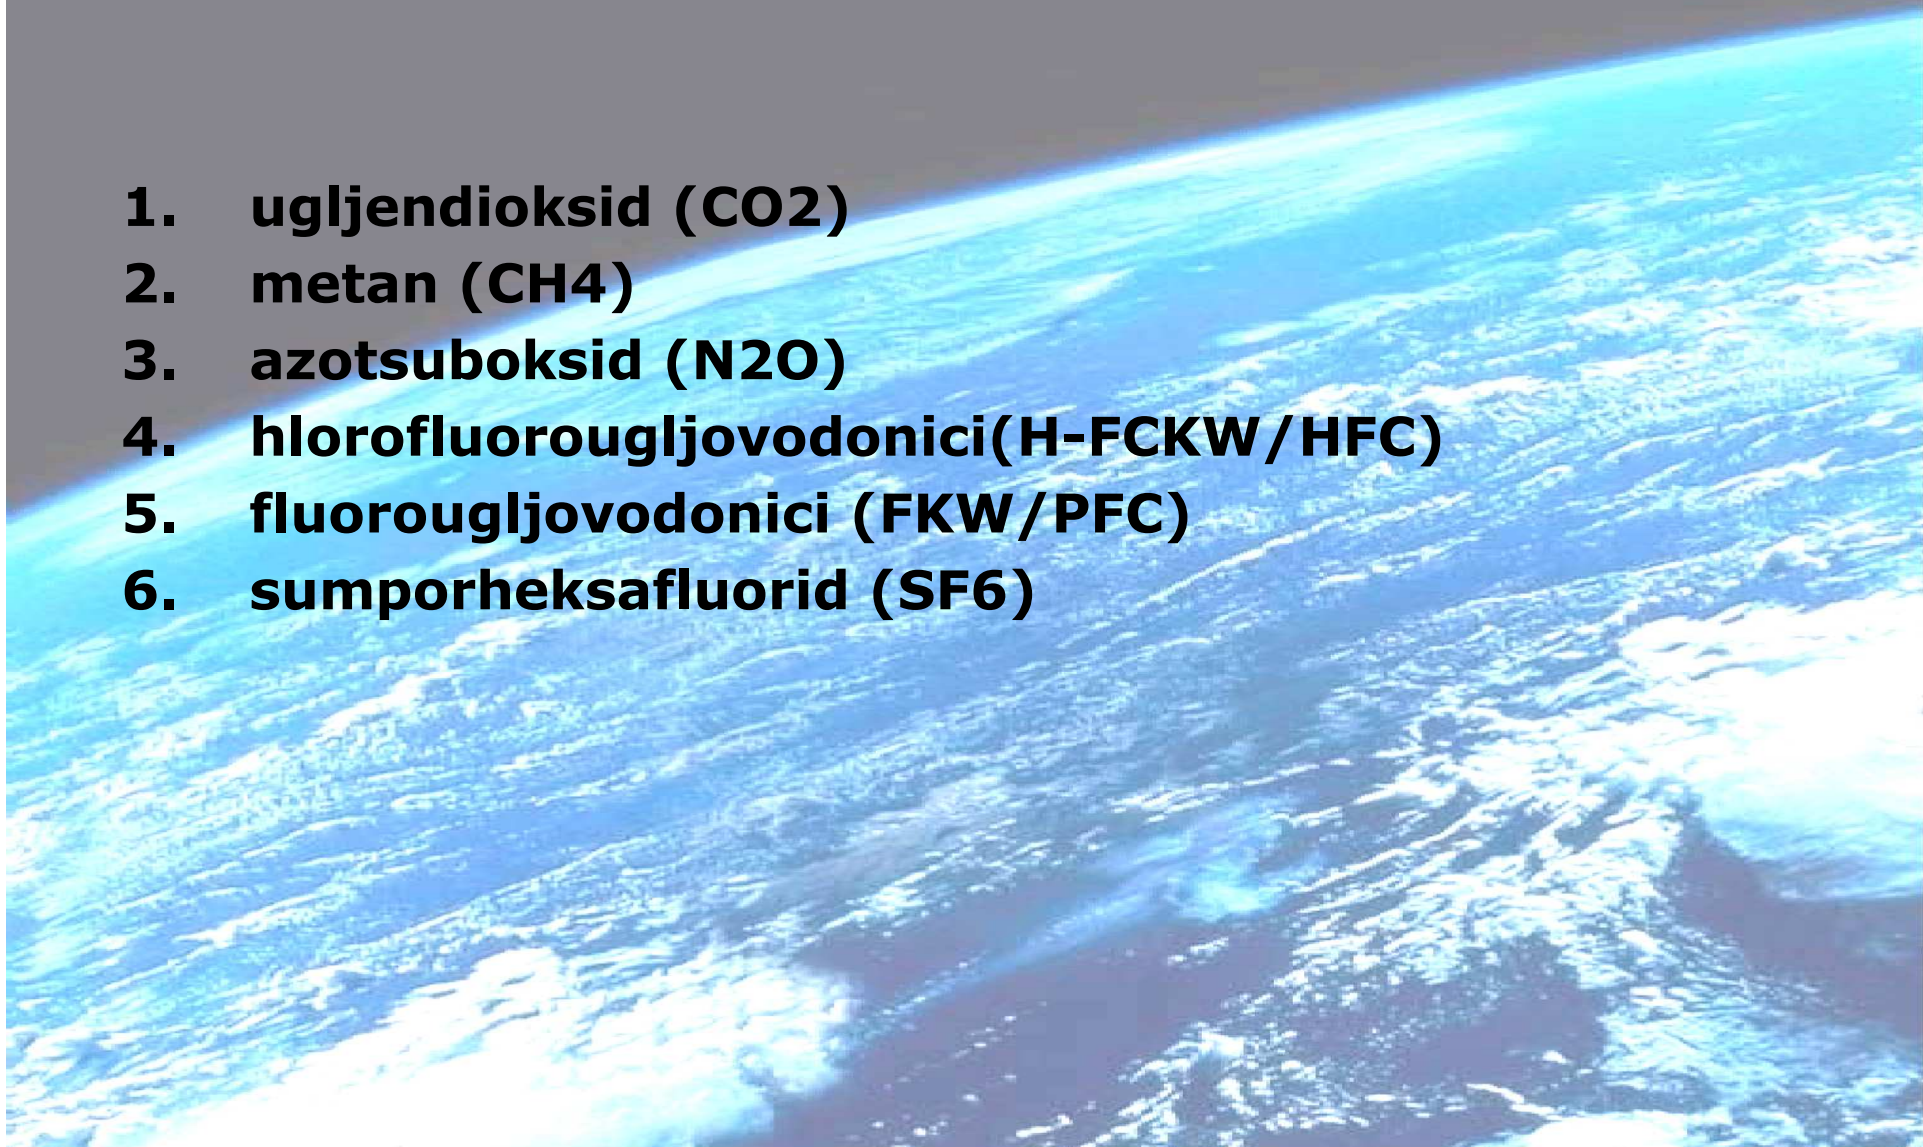 1. ugljendioksid (CO2)
2. metan (CH4)
3. azotsuboksid (N2O)
4. hlorofluorougljovodonici(H-FCKW/HFC)
5. fluorougljovodonici (FKW/PFC)
6. sumporheksafluorid (SF6)